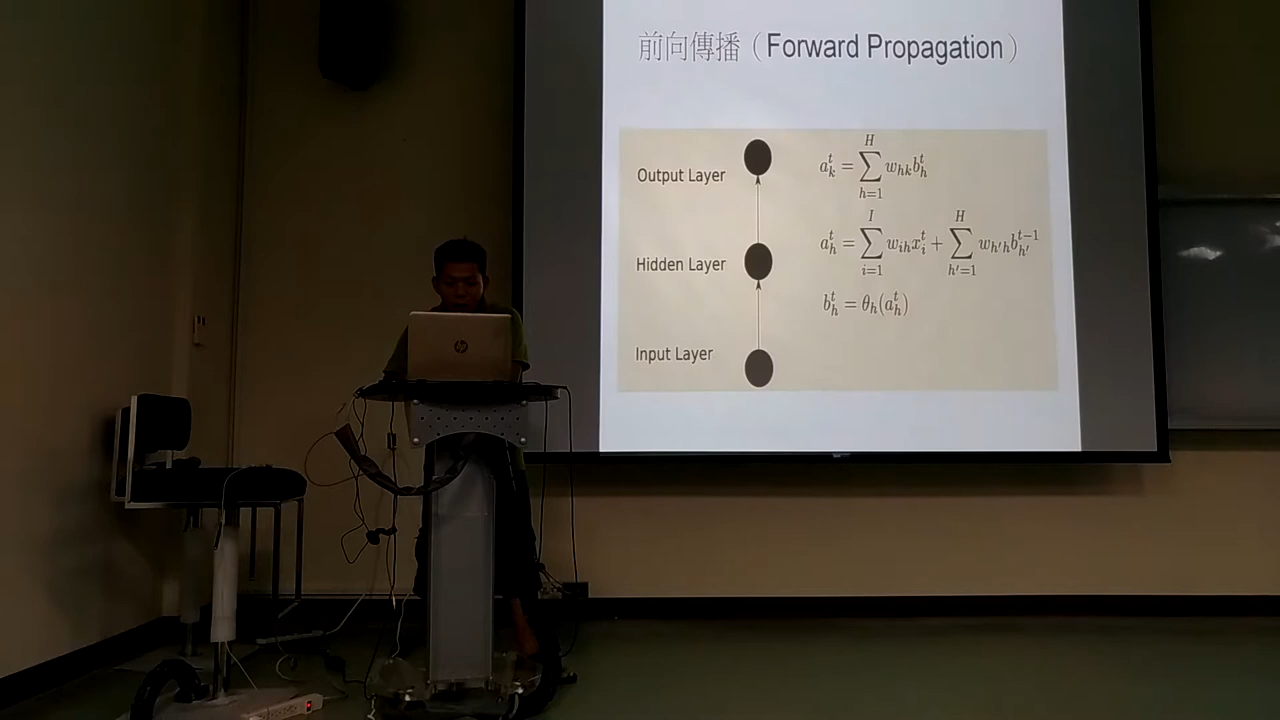 前向傳播（Forward Propagation）
Output Layer
a_k^t = \sum_{h=1}^{H} w_{hk} b_h^t
Hidden Layer
a_h^t = \sum_{i=1}^{I} w_{ih} x_i^t + \sum_{h'=1}^{H} w_{h'h} b_{h'}^{t-1}
b_h^t = θ_h(a_h^t)
Input Layer
hp